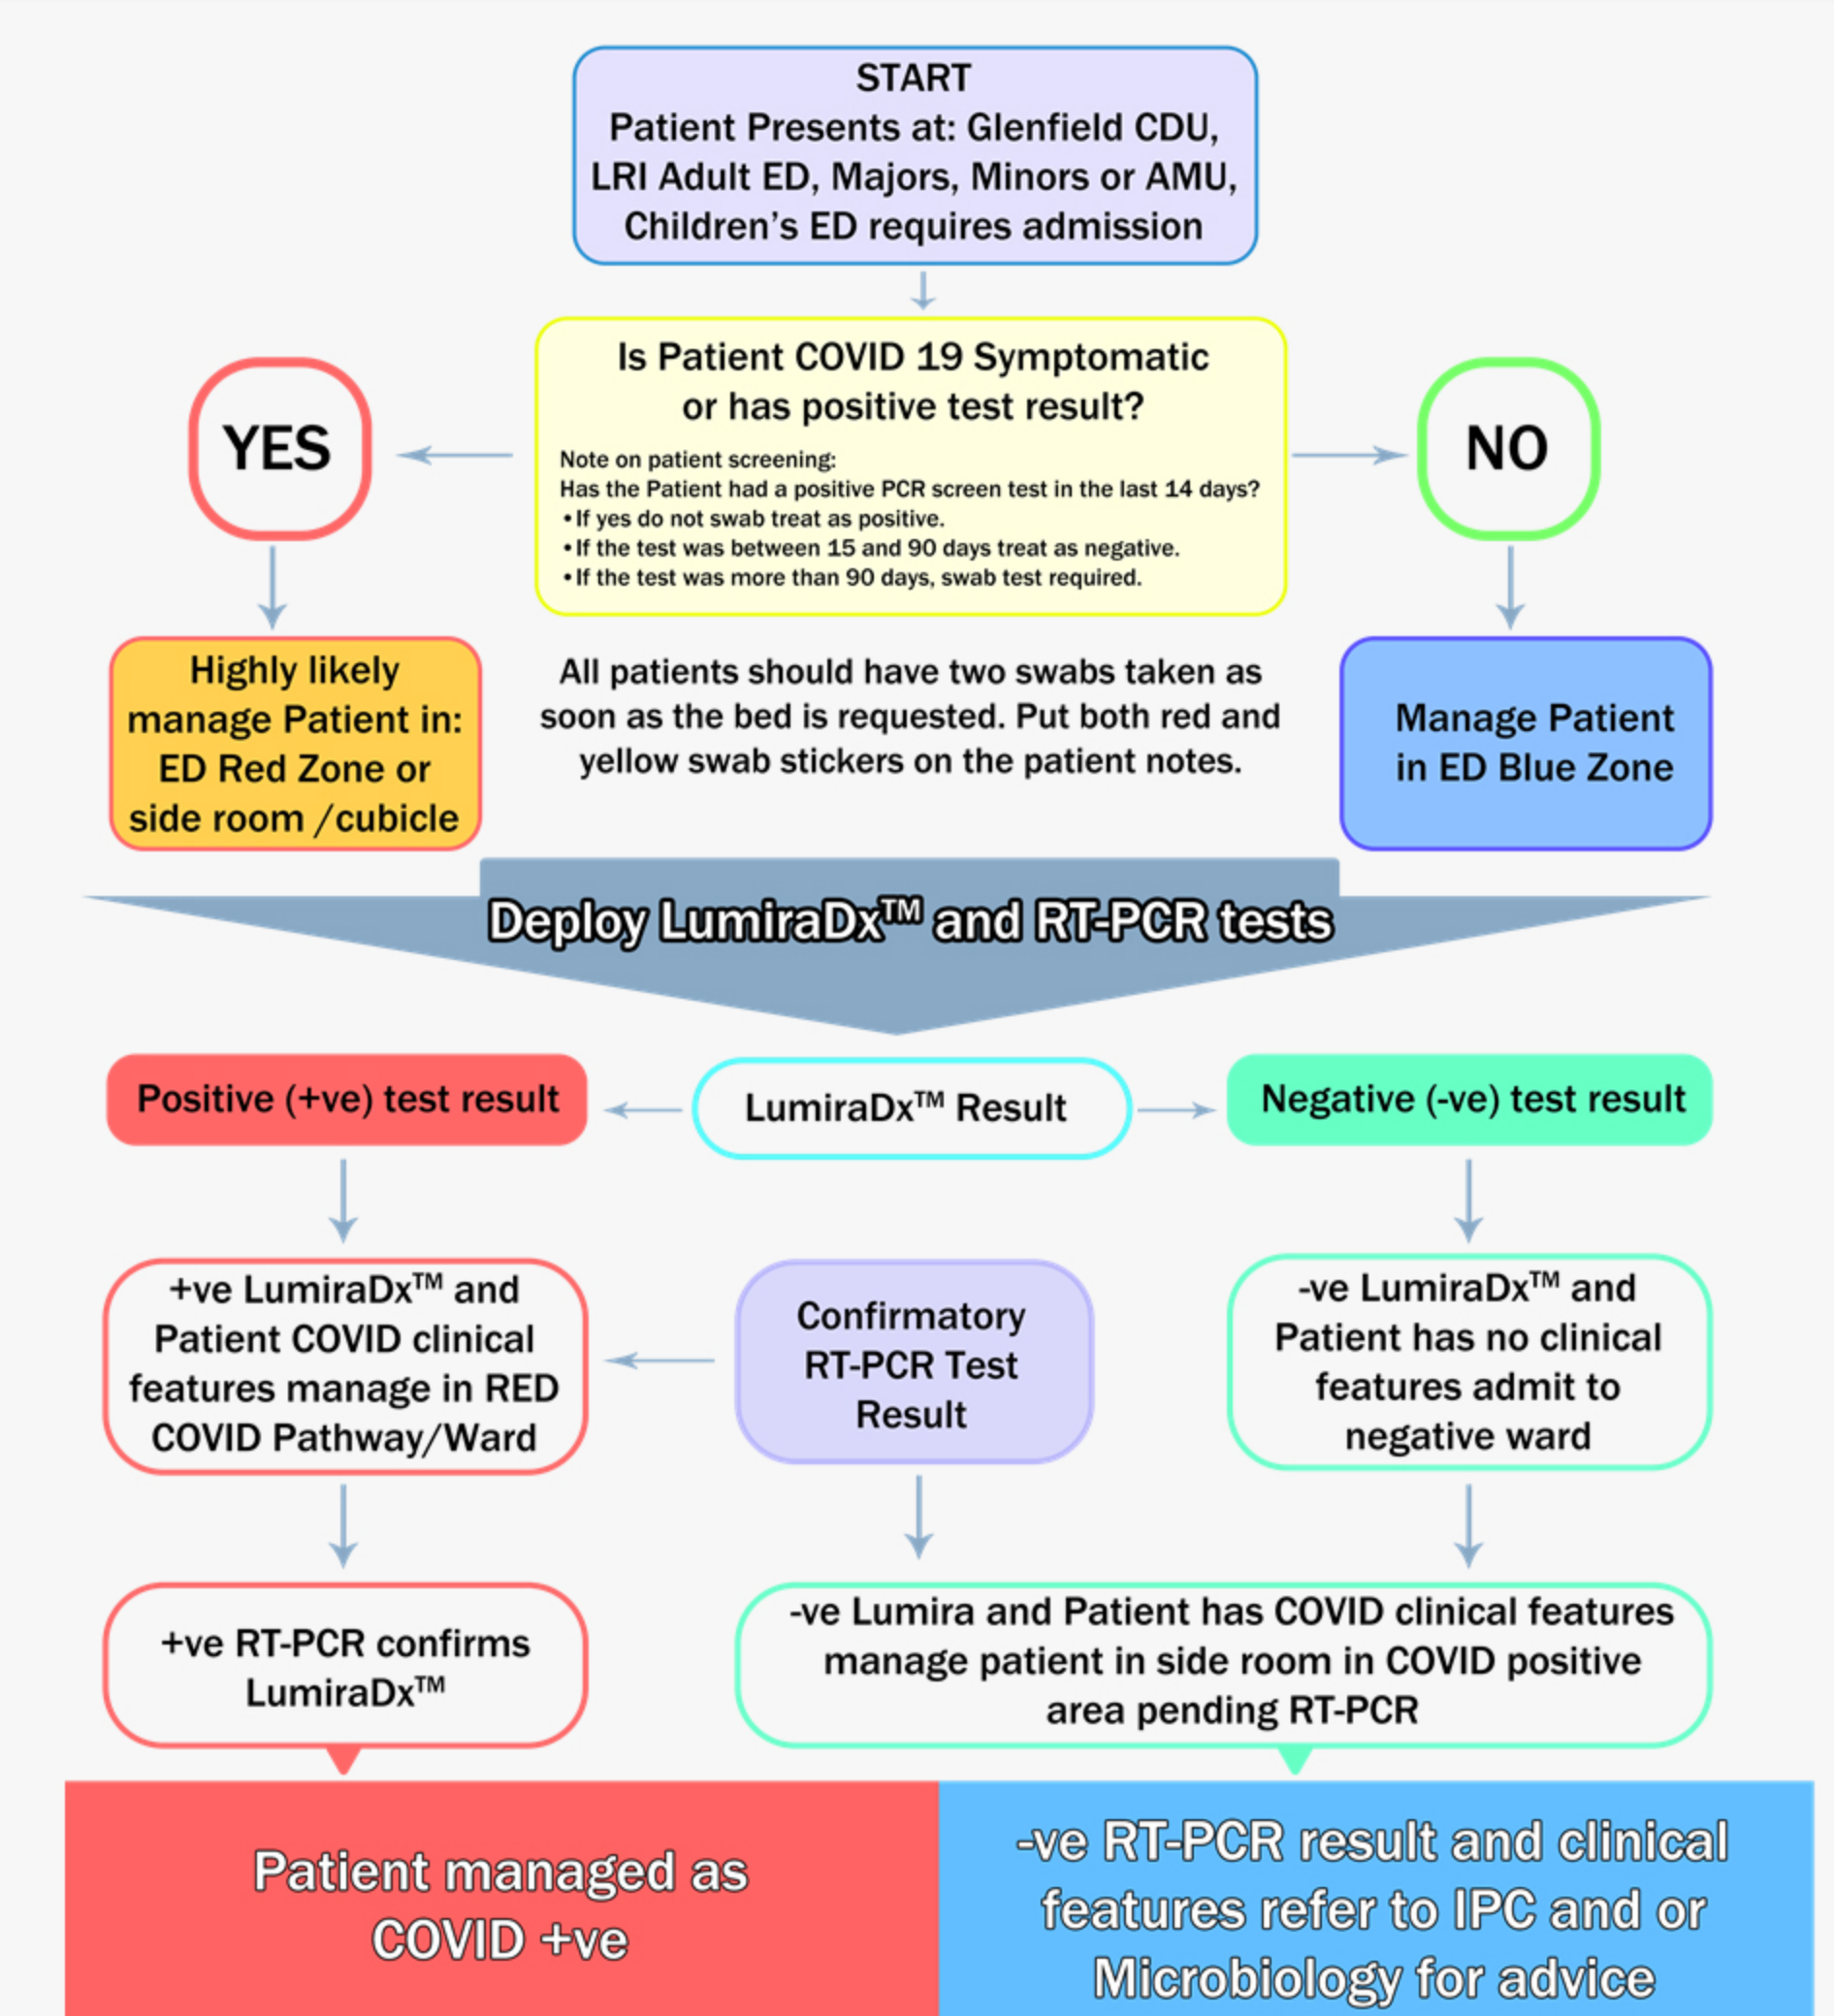 START
Patient Presents at: Glenfield CDU,
LRI Adult ED, Majors, Minors or AMU,
Children’s ED requires admission
Is Patient COVID 19 Symptomatic
or has positive test result?
Note on patient screening:
Has the Patient had a positive PCR screen test in the last 14 days?
• If yes do not swab treat as positive.
• If the test was between 15 and 90 days treat as negative.
• If the test was more than 90 days, swab test required.
YES
NO
Highly likely
manage Patient in:
ED Red Zone or
side room /cubicle
All patients should have two swabs taken as
soon as the bed is requested. Put both red and
yellow swab stickers on the patient notes.
Manage Patient
in ED Blue Zone
Deploy LumiraDx™ and RT-PCR tests
Positive (+ve) test result
LumiraDx™ Result
Negative (-ve) test result
+ve LumiraDx™ and
Patient COVID clinical
features manage in RED
COVID Pathway/Ward
Confirmatory
RT-PCR Test
Result
-ve LumiraDx™ and
Patient has no clinical
features admit to
negative ward
+ve RT-PCR confirms
LumiraDx™
-ve Lumira and Patient has COVID clinical features
manage patient in side room in COVID positive
area pending RT-PCR
Patient managed as
COVID +ve
-ve RT-PCR result and clinical
features refer to IPC and or
Microbiology for advice